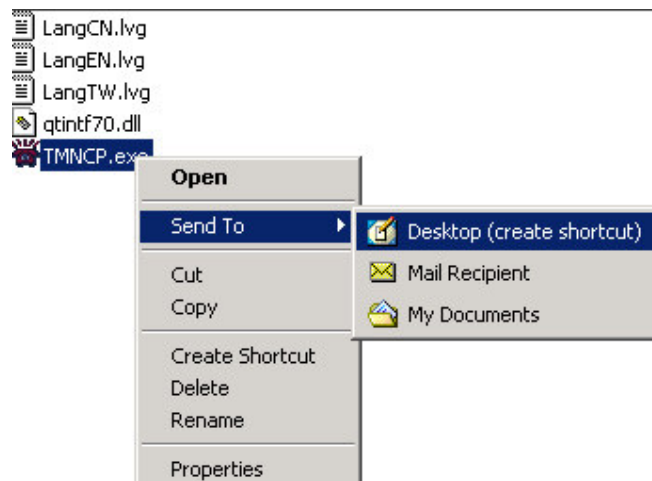 LangCN.lvg
LangEN.lvg
LangTW.lvg
qtintf70.dll
TMNCP.exe
Open
Send To
Desktop (create shortcut)
Cut
Mail Recipient
Copy
My Documents
Create Shortcut
Delete
Rename
Properties